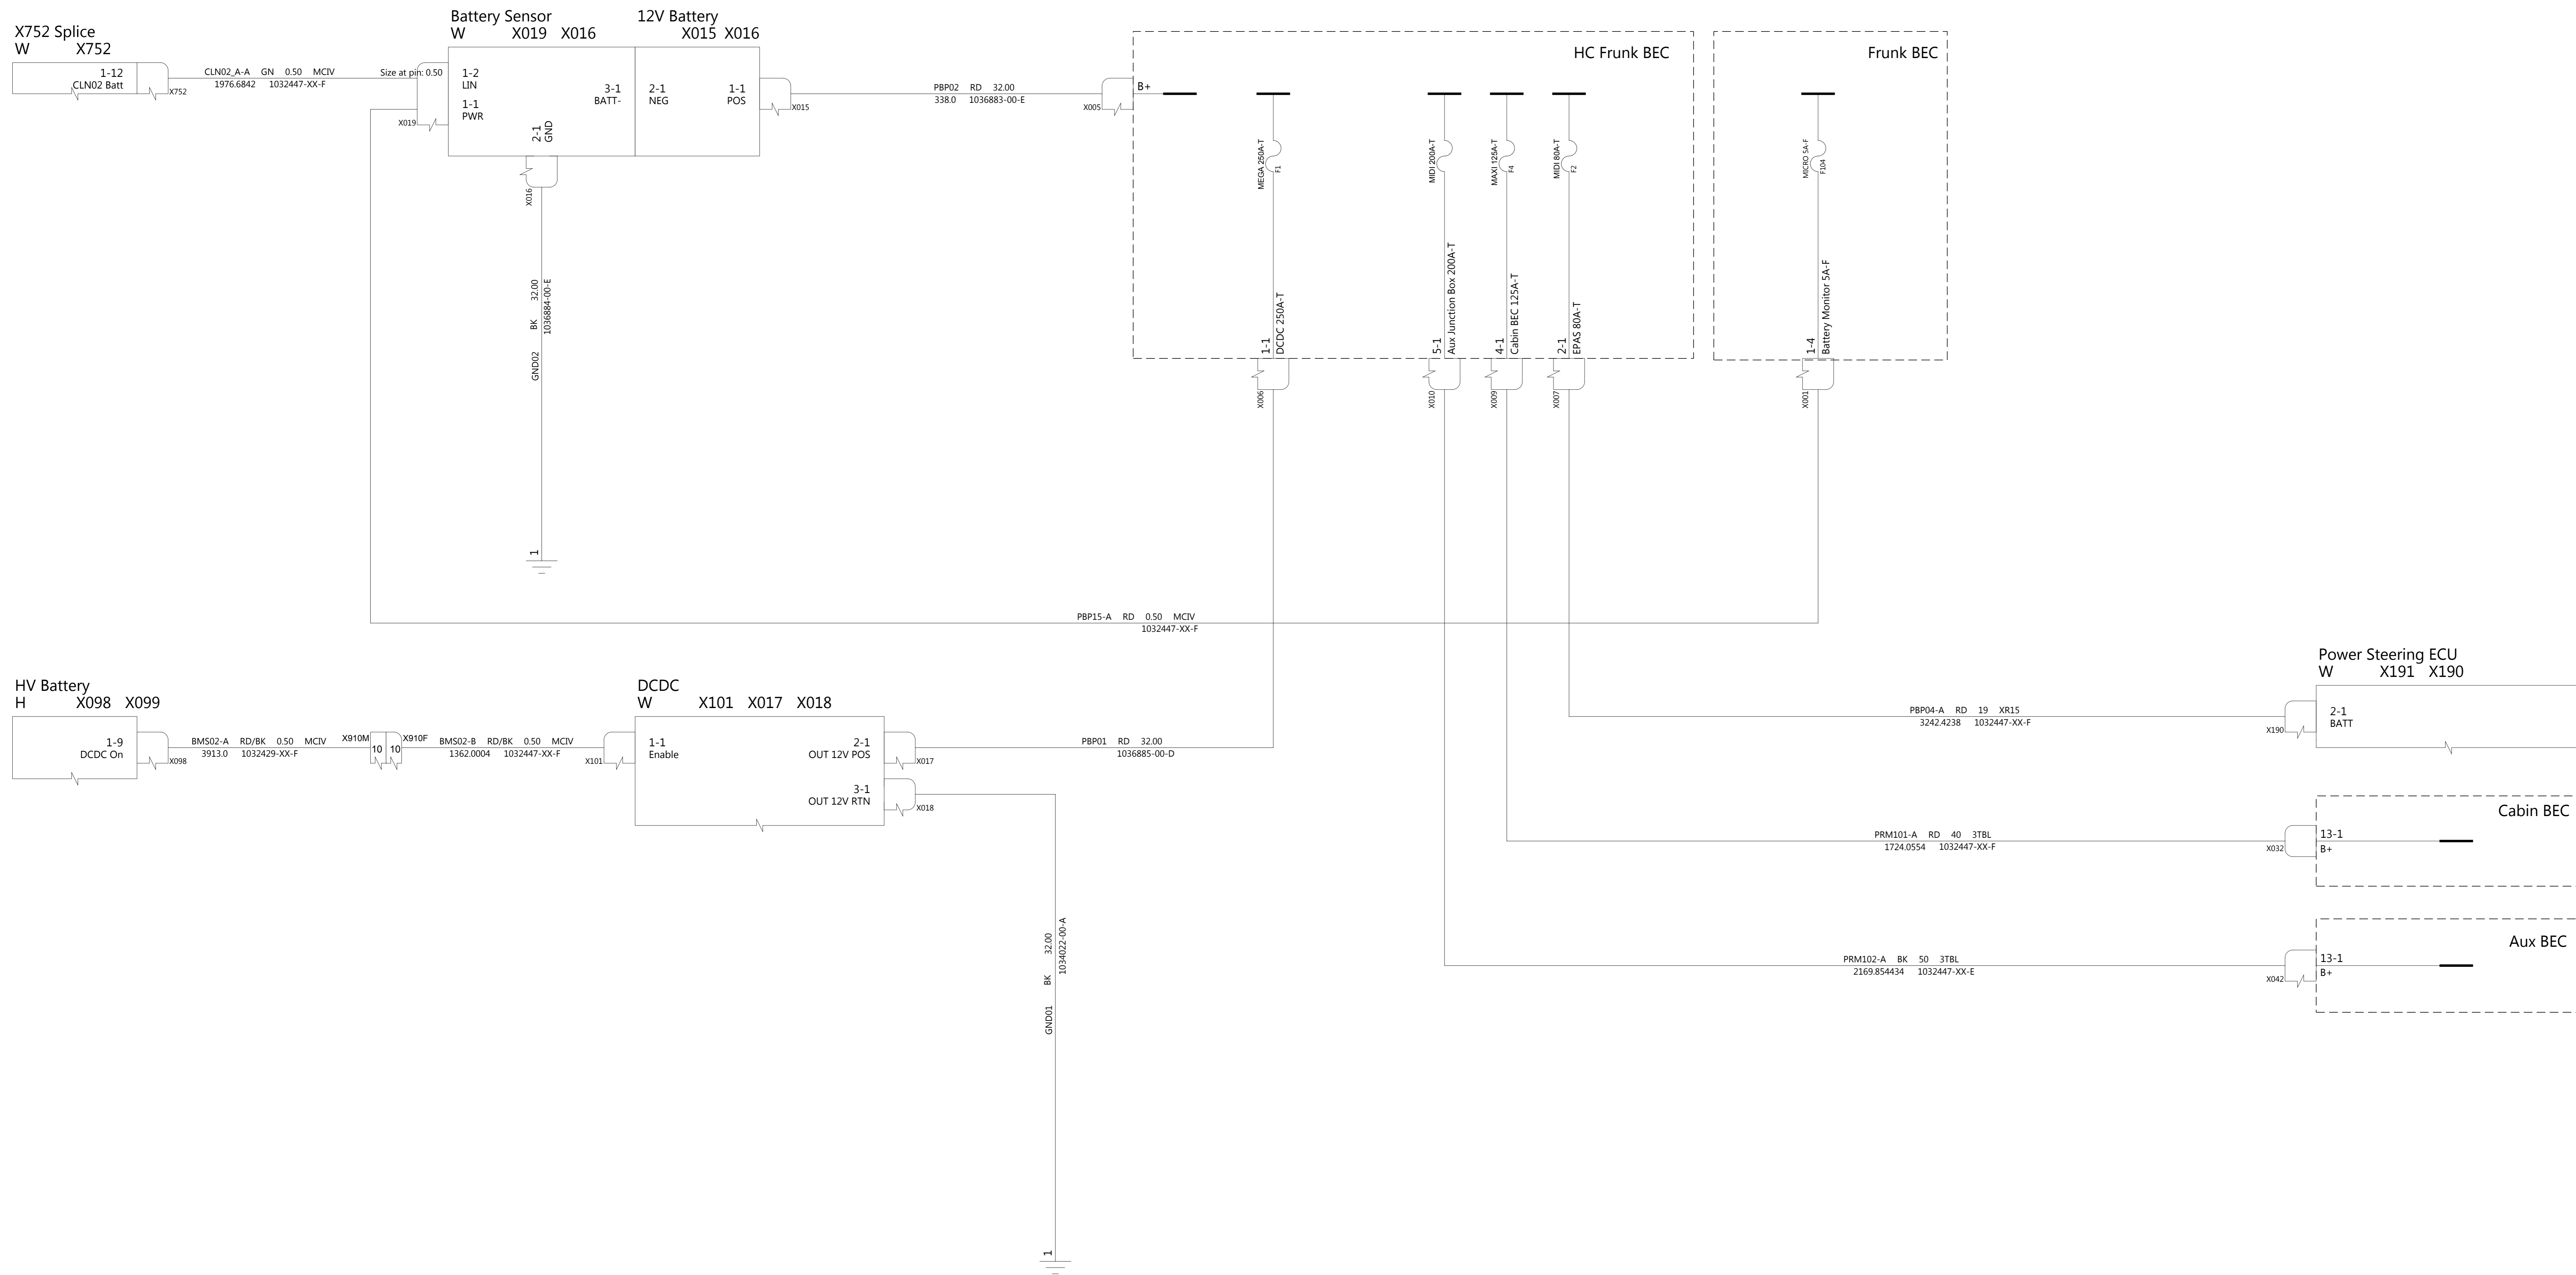 X752 Splice
W X752
1-12
CLN02 Batt
X752
CLN02_A-A GN 0.50 MCIV
1976.6842 1032447-XX-F
Size at pin: 0.50
X019
Battery Sensor
W X019 X016
1-2
LIN
1-1
PWR
3-1
BATT-
2-1
GND
X016
GND02 BK 32.00
1036884-00-E
1
12V Battery
X015 X016
2-1
NEG
1-1
POS
X015
PBP02 RD 32.00
338.0 1036883-00-E
X005
B+
HC Frunk BEC
MEGA 250A-T
F1
MIDI 200A-T
MAXI 125A-T
F4
MIDI 80A-T
F2
1-1
DCDC 250A-T
5-1
Aux Junction Box 200A-T
4-1
Cabin BEC 125A-T
2-1
EPAS 80A-T
X006
X010
X009
X007
Frunk BEC
MICRO 5A-F
F104
1-4
Battery Monitor 5A-F
X001
PBP15-A RD 0.50 MCIV
1032447-XX-F
HV Battery
H X098 X099
1-9
DCDC On
X098
BMS02-A RD/BK 0.50 MCIV
3913.0 1032429-XX-F
X910M
10
10
X910F
BMS02-B RD/BK 0.50 MCIV
1362.0004 1032447-XX-F
X101
DCDC
W X101 X017 X018
1-1
Enable
2-1
OUT 12V POS
3-1
OUT 12V RTN
X017
X018
PBP01 RD 32.00
1036885-00-D
GND01 BK 32.00
1034022-00-A
1
PBP04-A RD 19 XR15
3242.4238 1032447-XX-F
X190
Power Steering ECU
W X191 X190
2-1
BATT
PRM101-A RD 40 3TBL
1724.0554 1032447-XX-F
X032
Cabin BEC
13-1
B+
PRM102-A BK 50 3TBL
2169.854434 1032447-XX-E
X042
Aux BEC
13-1
B+